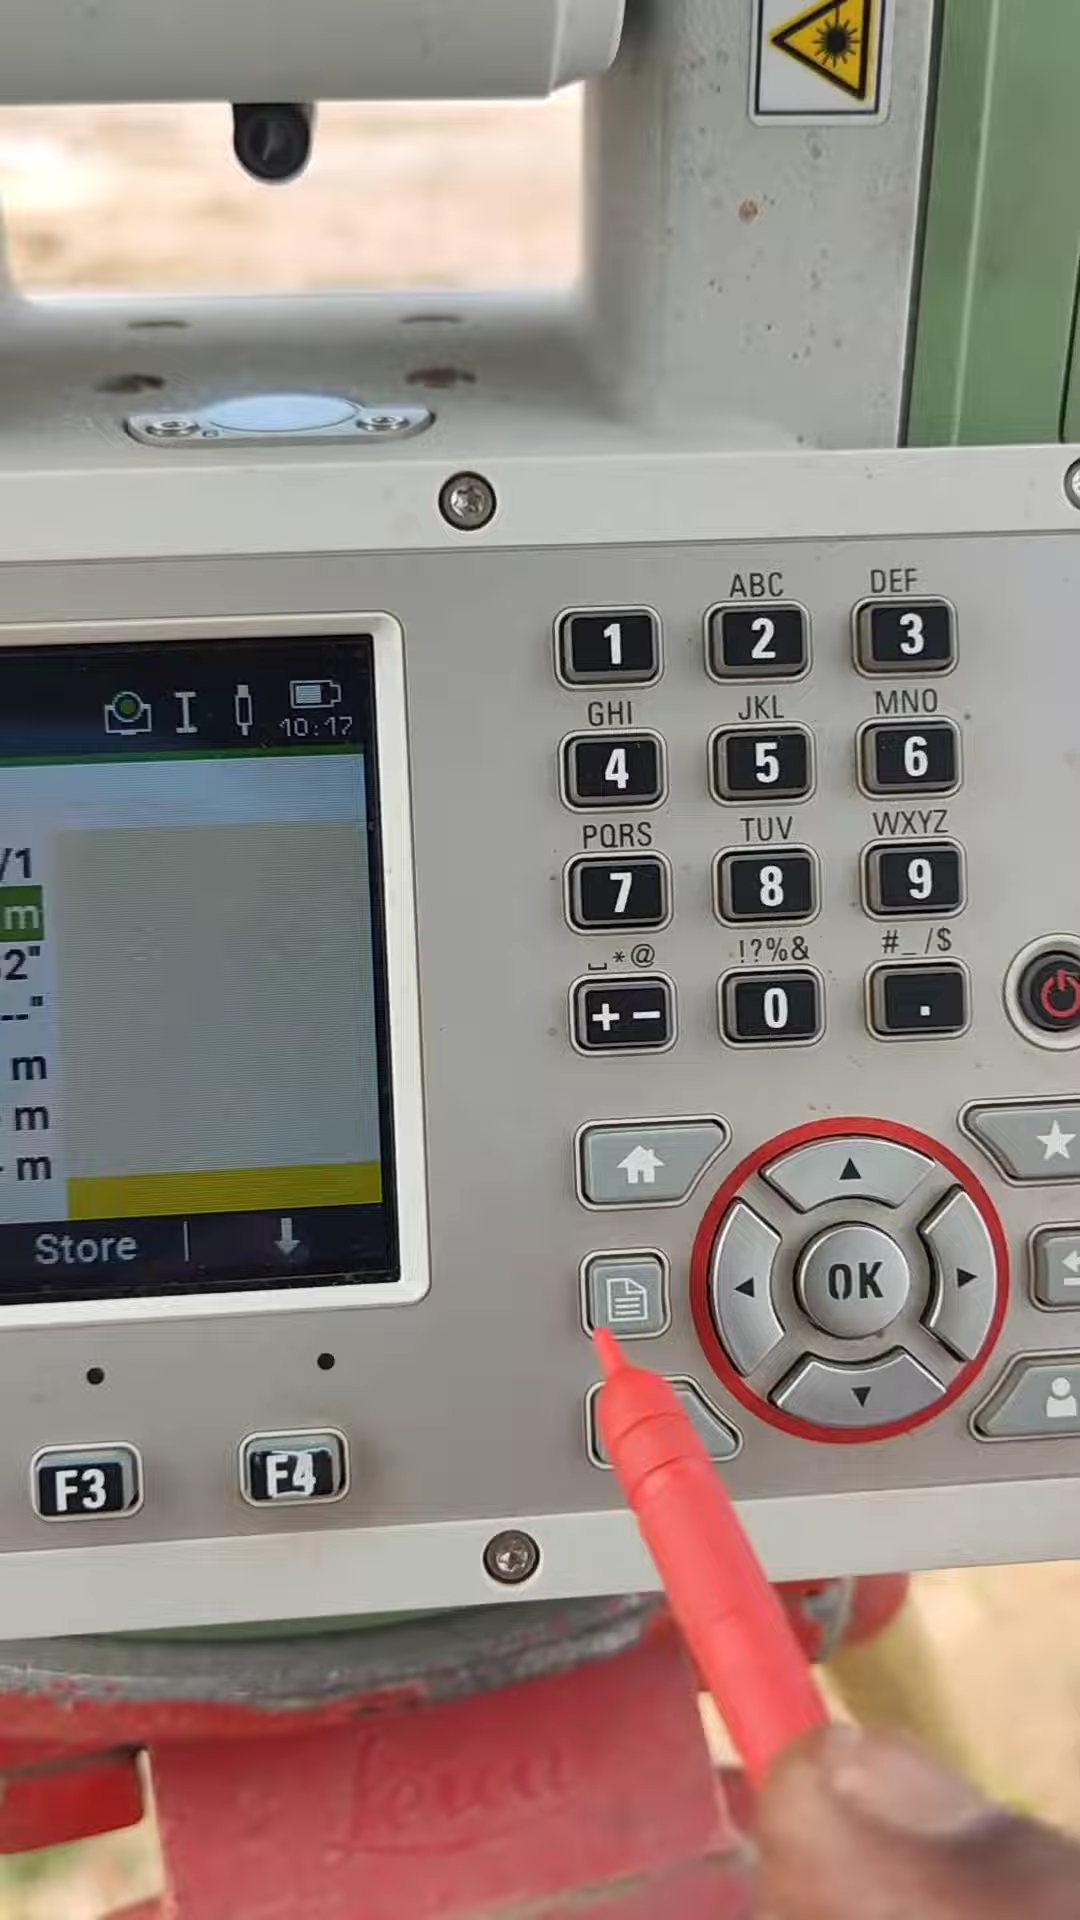 10:17
/1
m
2"
--"
m
m
- m
Store
ABC DEF
1 2 3
GHI JKL MNO
4 5 6
PQRS TUV WXYZ
7 8 9
␣*@ !?%& #_/$
+ - 0 .
OK
F3 F4
Leica